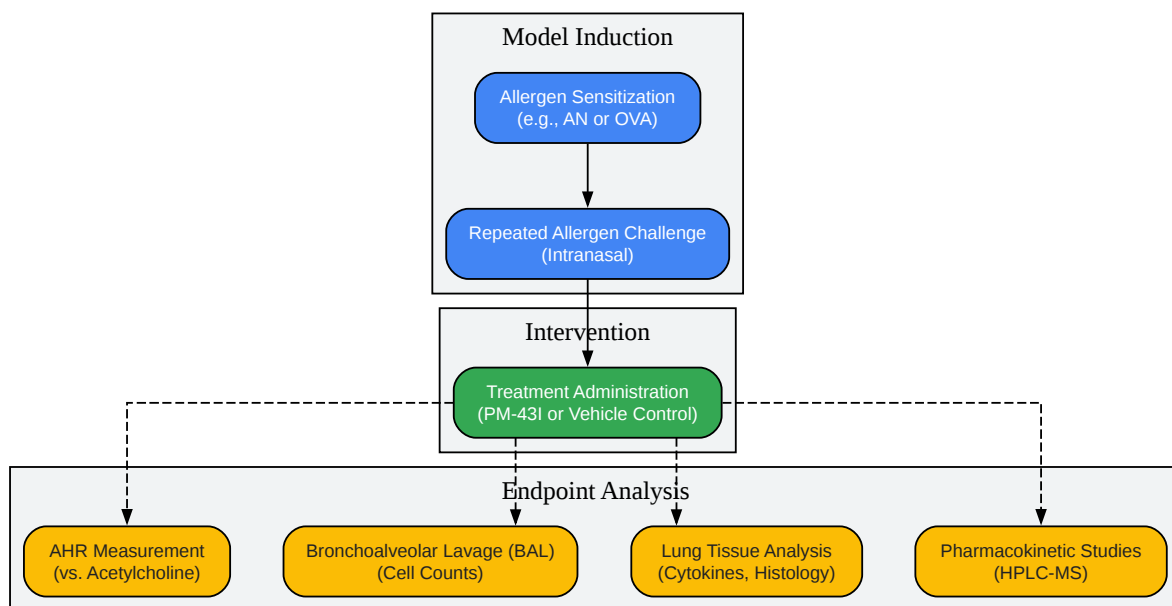 Model Induction
Allergen Sensitization
(e.g., AN or OVA)
Repeated Allergen Challenge
(Intranasal)
Intervention
Treatment Administration
(PM-43I or Vehicle Control)
Endpoint Analysis
AHR Measurement
(vs. Acetylcholine)
Bronchoalveolar Lavage (BAL)
(Cell Counts)
Lung Tissue Analysis
(Cytokines, Histology)
Pharmacokinetic Studies
(HPLC-MS)